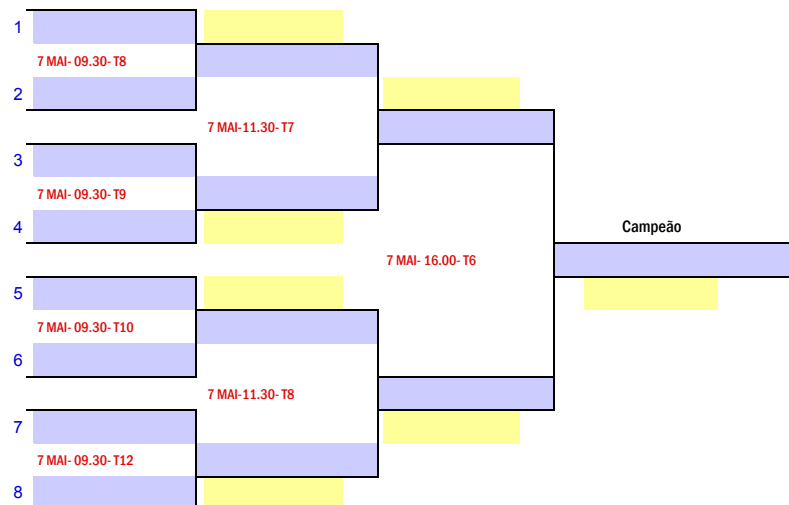 1
7 MAI- 09.30- T8
2
7 MAI-11.30- T7
3
7 MAI- 09.30- T9
4
Campeão
7 MAI- 16.00- T6
5
7 MAI- 09.30- T10
6
7 MAI-11.30- T8
7
7 MAI- 09.30- T12
8